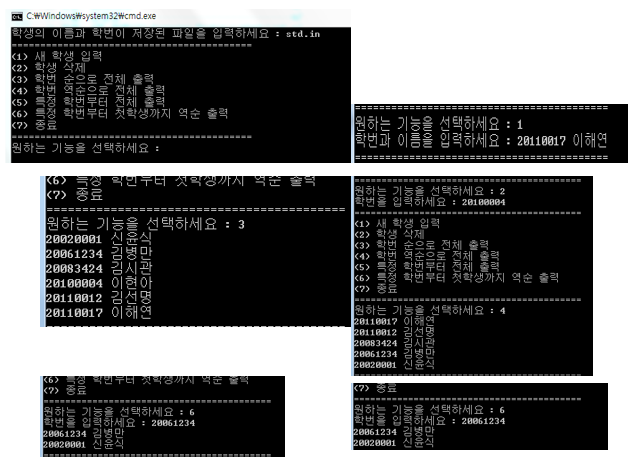 C:\Windows\system32\cmd.exe
학생의 이름과 학번이 저장된 파일을 입력하세요 : std.in
========================================
<1> 새 학생 입력
<2> 학생 삭제
<3> 학번 순으로 전체 출력
<4> 학번 역순으로 전체 출력
<5> 특정 학번부터 전체 출력
<6> 특정 학번부터 첫학생까지 역순 출력
<7> 종료
========================================
원하는 기능을 선택하세요 :
========================================
원하는 기능을 선택하세요 : 1
학번과 이름을 입력하세요 : 20110017 이해연
========================================
<6> 특정 학번부터 첫학생까지 역순 출력
<7> 종료
========================================
원하는 기능을 선택하세요 : 3
20020001 신윤식
20061234 김병만
20083424 김시관
20100004 이현아
20110012 김선명
20110017 이해연
========================================
원하는 기능을 선택하세요 : 2
학번을 입력하세요 : 20100004
========================================
<1> 새 학생 입력
<2> 학생 삭제
<3> 학번 순으로 전체 출력
<4> 학번 역순으로 전체 출력
<5> 특정 학번부터 전체 출력
<6> 특정 학번부터 첫학생까지 역순 출력
<7> 종료
========================================
원하는 기능을 선택하세요 : 4
20110017 이해연
20110012 김선명
20083424 김시관
20061234 김병만
20020001 신윤식
========================================
<6> 특정 학번부터 첫학생까지 역순 출력
<7> 종료
========================================
원하는 기능을 선택하세요 : 6
학번을 입력하세요 : 20061234
20061234 김병만
20020001 신윤식
<7> 종료
========================================
원하는 기능을 선택하세요 : 6
학번을 입력하세요 : 20061234
20061234 김병만
20020001 신윤식